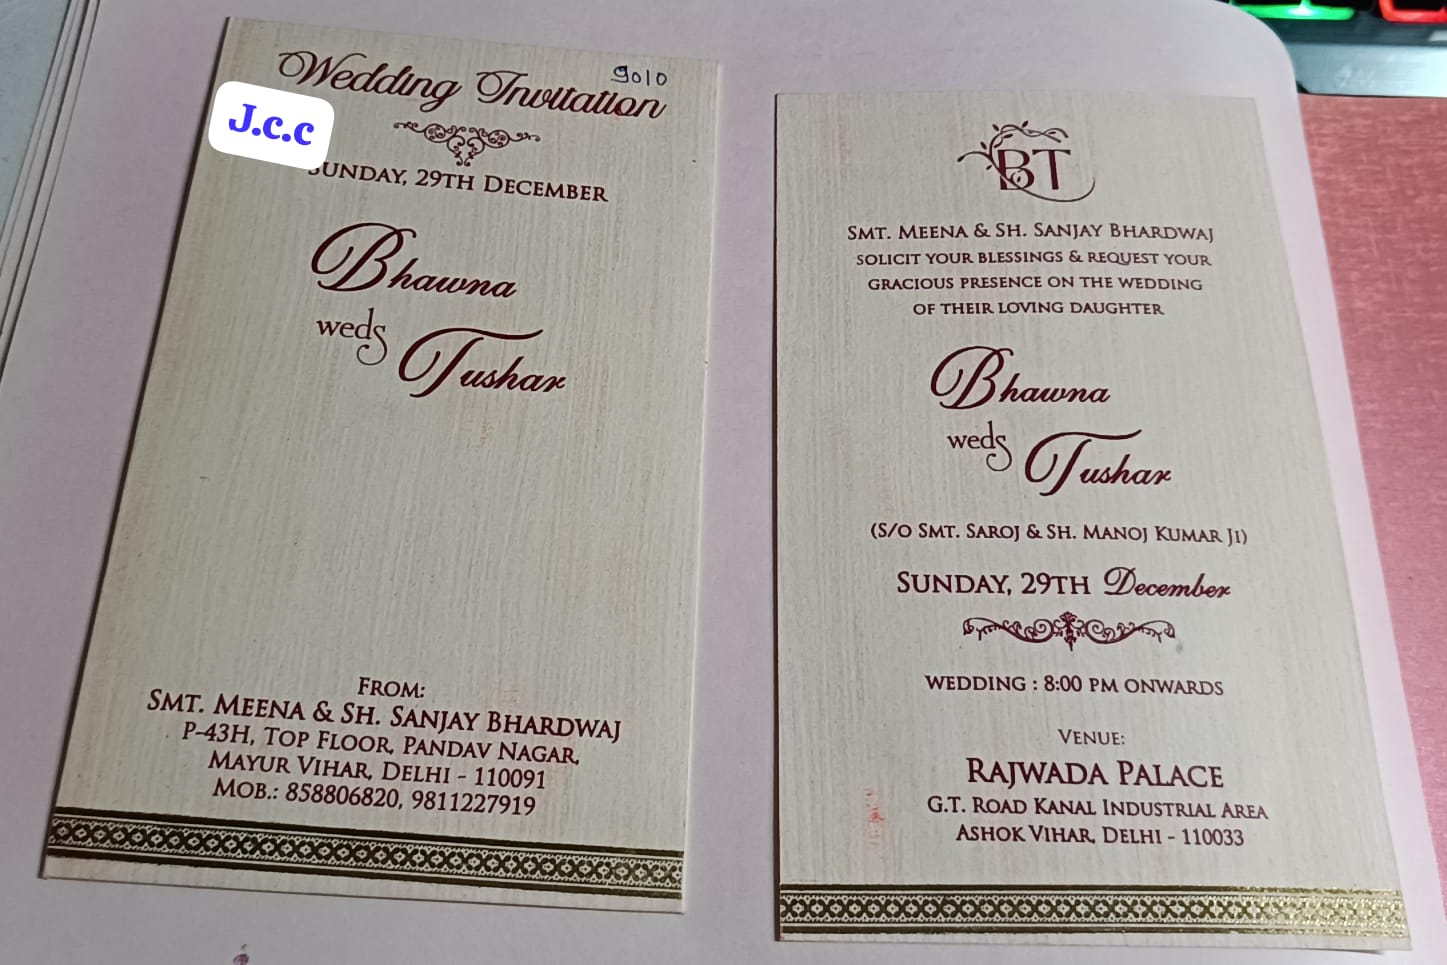 Wedding Invitation
9010
J.c.c
SUNDAY, 29TH DECEMBER
Bhawna
weds
Tushar
FROM:
SMT. MEENA & SH. SANJAY BHARDWAJ
P-43H, TOP FLOOR, PANDAV NAGAR,
MAYUR VIHAR, DELHI - 110091
MOB.: 858806820, 9811227919
BT
SMT. MEENA & SH. SANJAY BHARDWAJ
SOLICIT YOUR BLESSINGS & REQUEST YOUR
GRACIOUS PRESENCE ON THE WEDDING
OF THEIR LOVING DAUGHTER
Bhawna
weds
Tushar
(S/O SMT. SAROJ & SH. MANOJ KUMAR JI)
SUNDAY, 29TH December
WEDDING : 8:00 PM ONWARDS
VENUE:
RAJWADA PALACE
G.T. ROAD KANAL INDUSTRIAL AREA
ASHOK VIHAR, DELHI - 110033